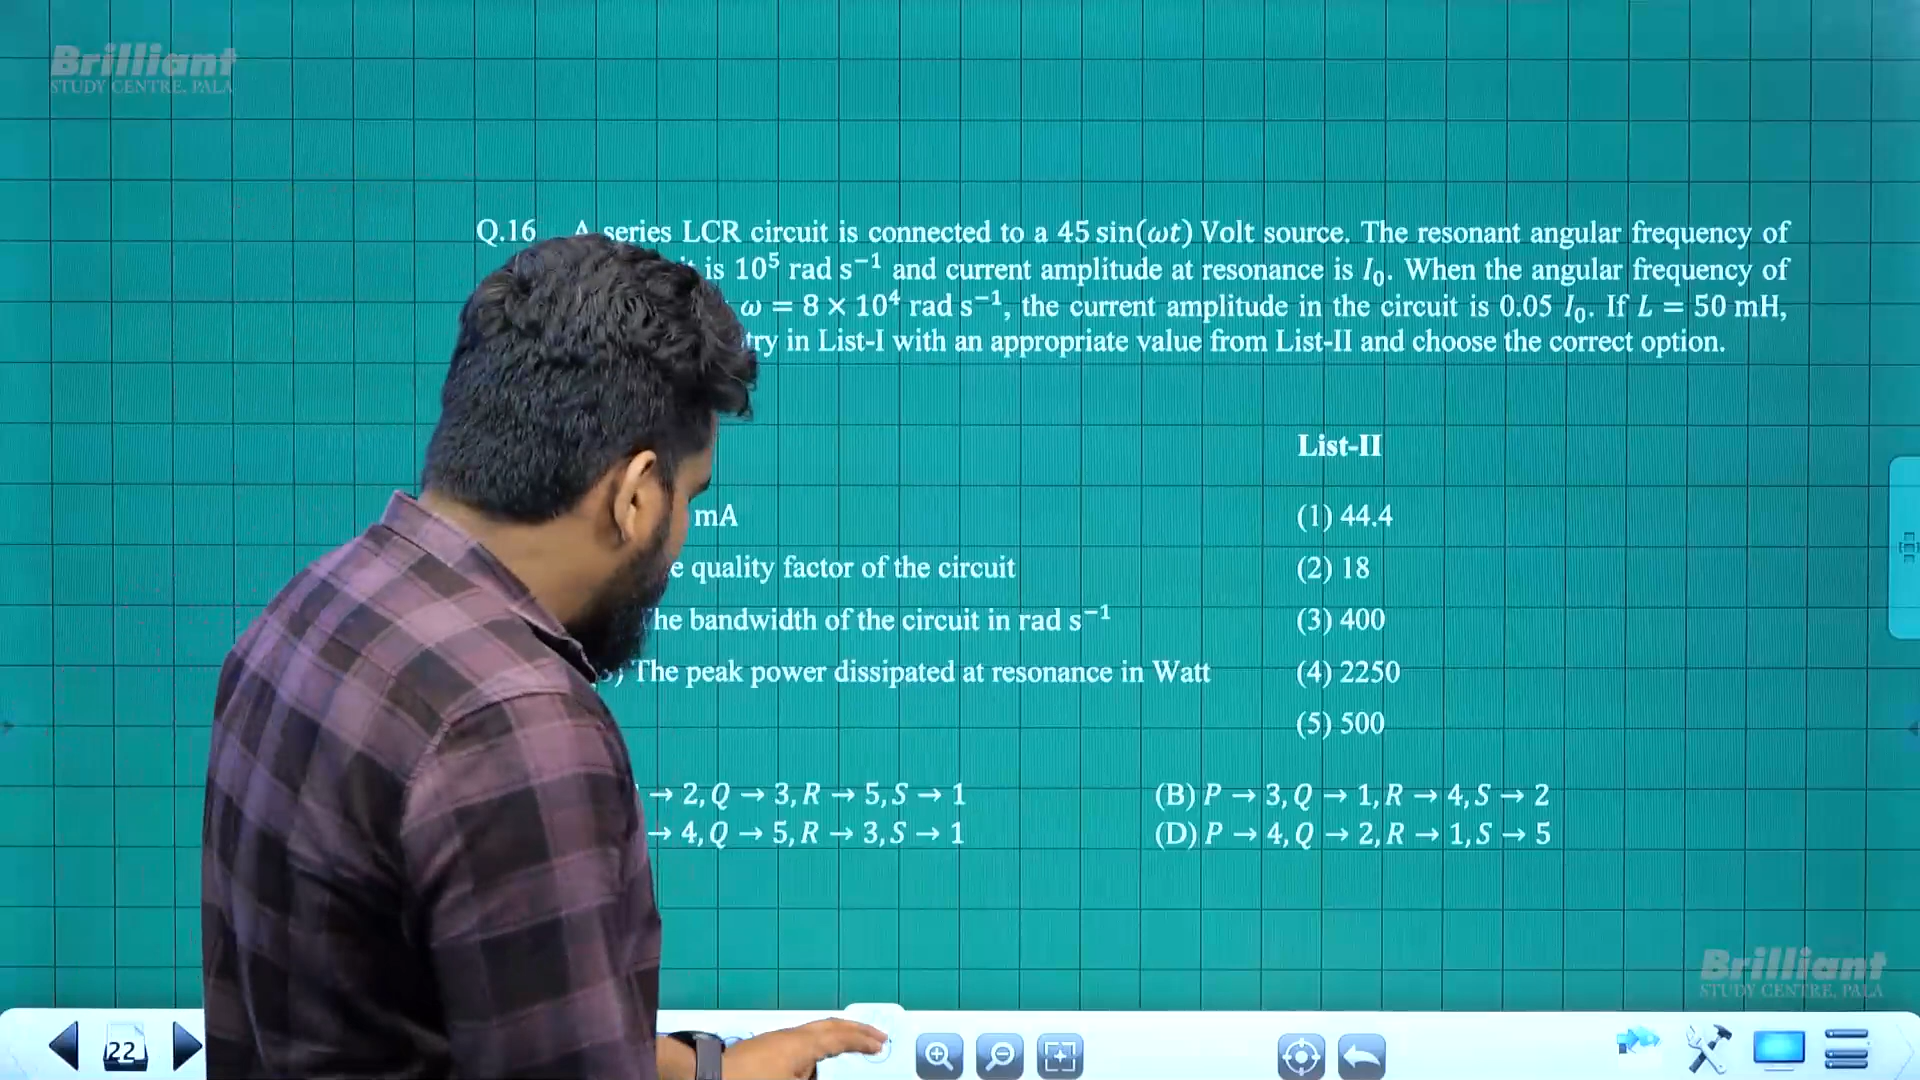 Brilliant
STUDY CENTRE, PALA
Q.16 A series LCR circuit is connected to a 45 sin(ωt) Volt source. The resonant angular frequency of
is 10⁵ rad s⁻¹ and current amplitude at resonance is I₀. When the angular frequency of
ω = 8 × 10⁴ rad s⁻¹, the current amplitude in the circuit is 0.05 I₀. If L = 50 mH,
in List-I with an appropriate value from List-II and choose the correct option.
List-II
mA (1) 44.4
quality factor of the circuit (2) 18
bandwidth of the circuit in rad s⁻¹ (3) 400
The peak power dissipated at resonance in Watt (4) 2250
(5) 500
→ 2, Q → 3, R → 5, S → 1 (B) P → 3, Q → 1, R → 4, S → 2
→ 4, Q → 5, R → 3, S → 1 (D) P → 4, Q → 2, R → 1, S → 5
Brilliant
STUDY CENTRE, PALA
22